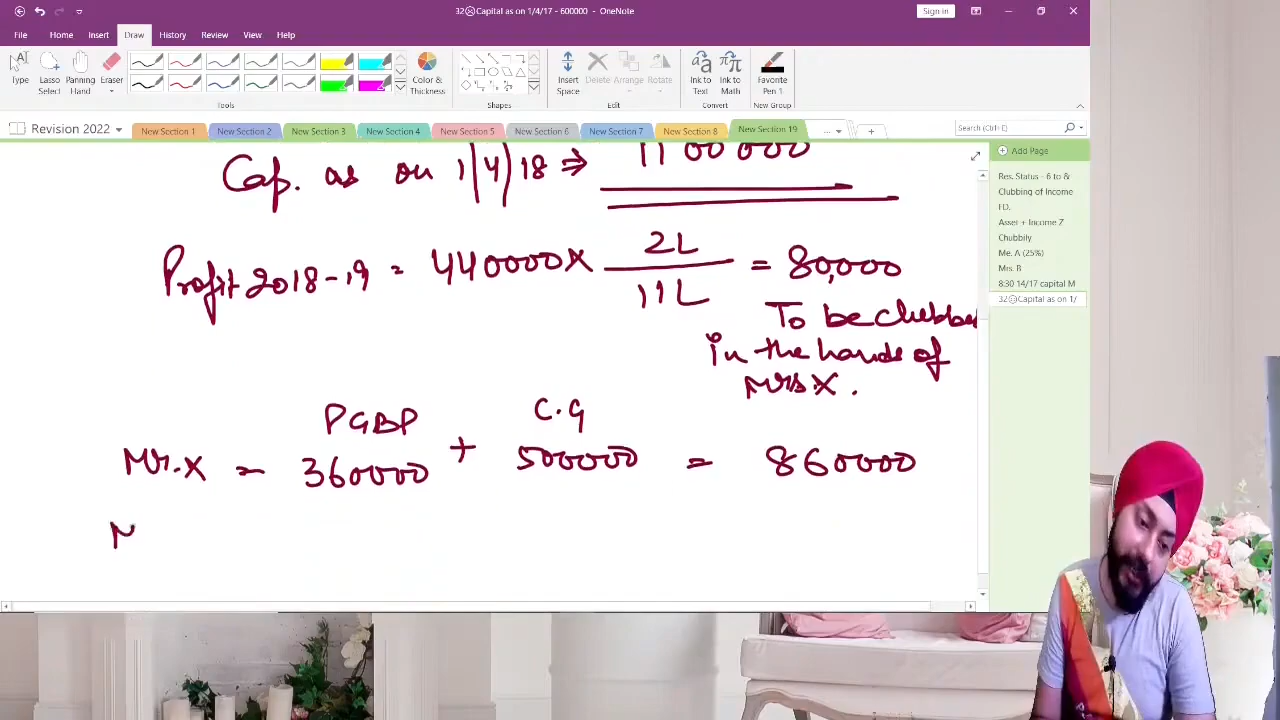 32⊗Capital as on 1/4/17 - 600000 - OneNote
Sign in
File Home Insert Draw History Review View Help
Type Lasso Select Panning Hand Eraser Color & Thickness Insert Space Delete Arrange Rotate Ink to Text Ink to Math Favorite Pen 1
Tools Shapes Edit Convert New Group
Revision 2022 New Section 1 New Section 2 New Section 3 New Section 4 New Section 5 New Section 6 New Section 7 New Section 8 New Section 19 ... Search (Ctrl+E)
Add Page
Res. Status - 6 to &
Clubbing of Income
FD.
Asset + Income 7
Chubbily
Me. A (25%)
Mrs. B
8:30 14/17 capital M
32⊗Capital as on 1/
Cap. as on 1/4/18 ⇒ 1100000
Profit 2018-19 = 440000 X 2L / 11L = 80,000
To be clubbed
in the hands of
Mrs. X.
PGBP C.G
Mr. X = 360000 + 500000 = 860000
M